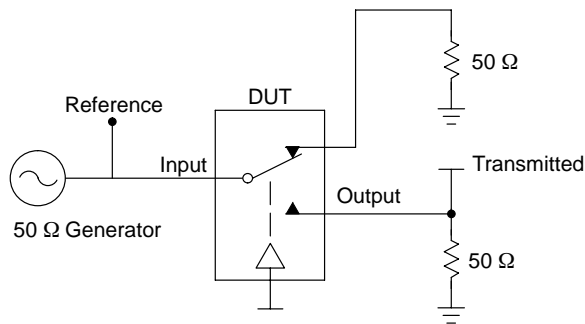 50 Ω
DUT
Reference
Transmitted
Input
Output
50 Ω Generator
50 Ω